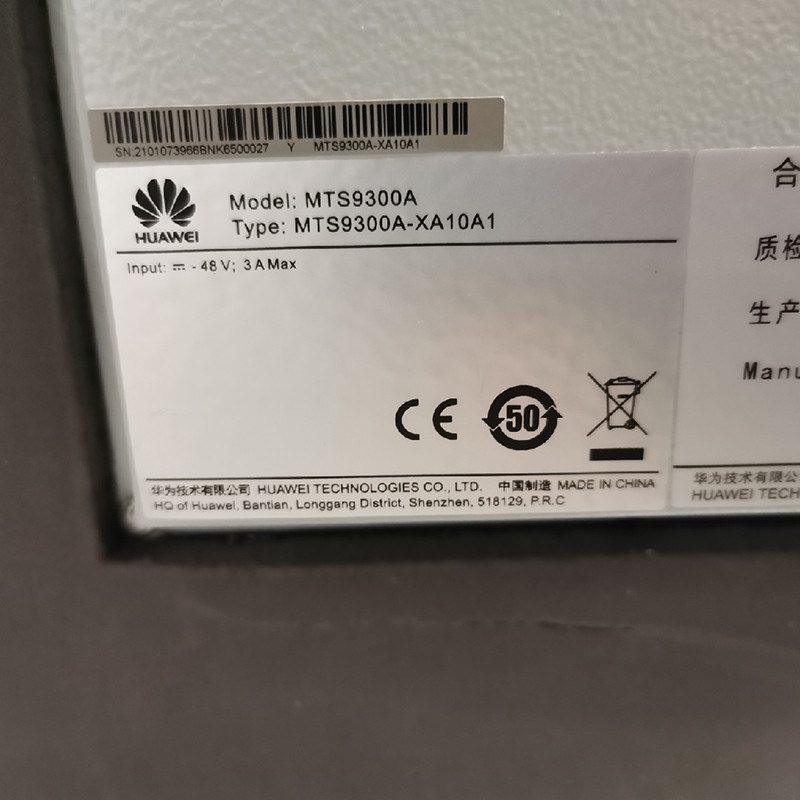 SN:2101073966BNK6500027 Y MTS9300A-XA10A1
HUAWEI
Model: MTS9300A
Type: MTS9300A-XA10A1
Input: ⎓ - 48 V; 3 A Max
CE
50
华为技术有限公司 HUAWEI TECHNOLOGIES CO., LTD. 中国制造 MADE IN CHINA
HQ of Huawei, Bantian, Longgang District, Shenzhen, 518129, P.R.C
合
质检
生产
Manu
华为技术有限公
HUAWEI TECH